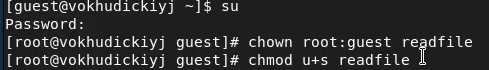 [guest@vokhudickiyj ~]$ su
Password:
[root@vokhudickiyj guest]# chown root:guest readfile
[root@vokhudickiyj guest]# chmod u+s readfile